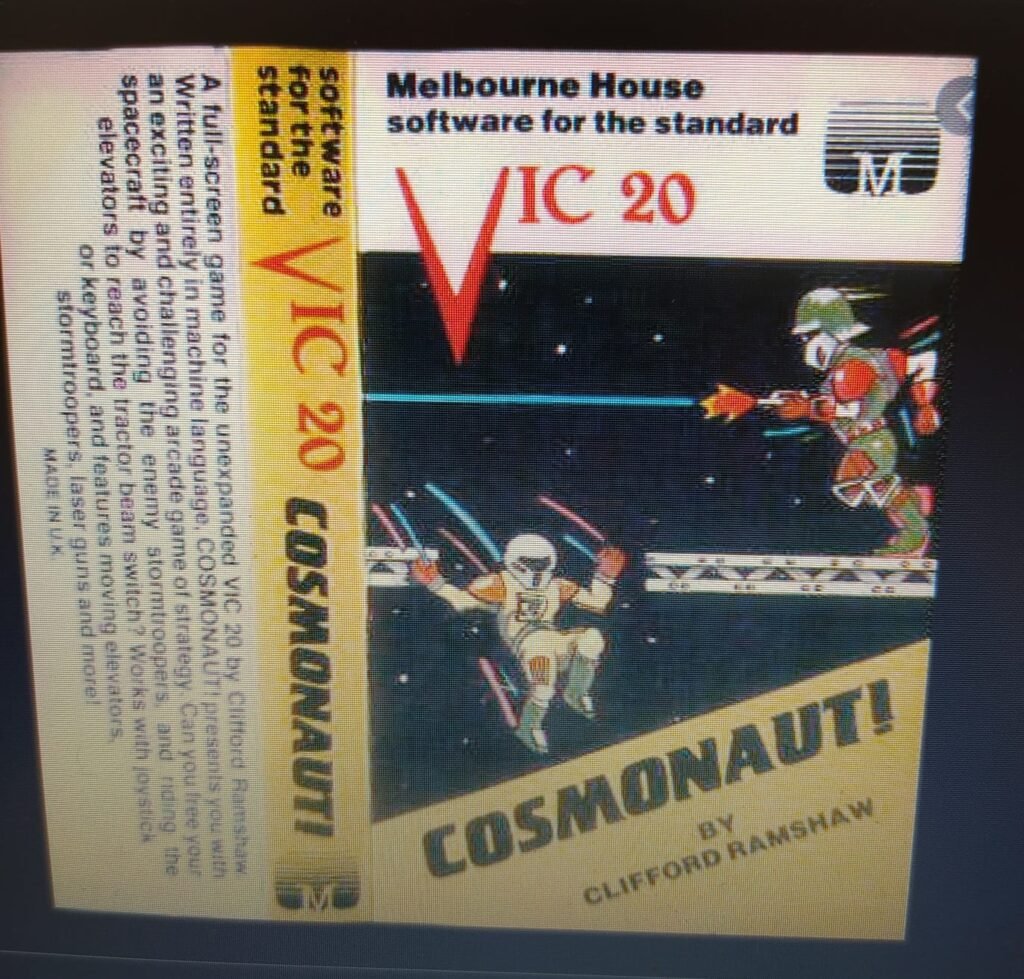 Melbourne House
software for the standard
VIC 20
M
COSMONAUT!
BY
CLIFFORD RAMSHAW
software
for the
standard
VIC 20 COSMONAUT!
M
A full-screen game for the unexpanded VIC 20 by Clifford Ramshaw
Written entirely in machine language, COSMONAUT! presents you with
an exciting and challenging arcade game of strategy. Can you free your
spacecraft by avoiding the enemy stormtroopers, and riding the
elevators to reach the tractor beam switch? Works with joystick
or keyboard, and features moving elevators,
stormtroopers, laser guns and more!
MADE IN U.K.